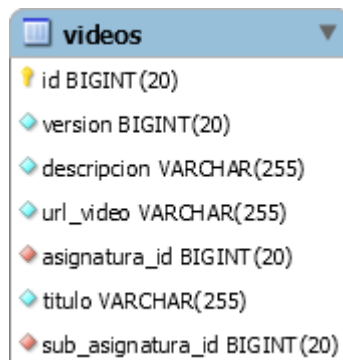 videos
id BIGINT(20)
version BIGINT(20)
descripcion VARCHAR(255)
url_video VARCHAR(255)
asignatura_id BIGINT(20)
titulo VARCHAR(255)
sub_asignatura_id BIGINT(20)